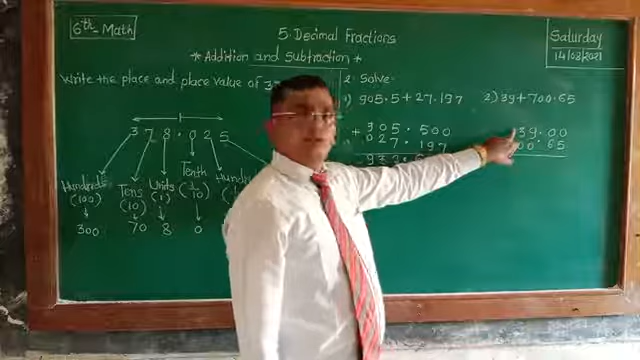 6th - Math
5. Decimal Fractions
Saturday
14/08/2021
* Addition and Subtraction *
Write the place and place value of
2. Solve.
1) 905.5 + 27.197
2) 39 + 700.65
378.025
+ 905.500
027.197
39.00
00.65
Hundreds
(100)
300
Tens
(10)
70
Units
(1)
8
Tenth
(1/10)
0